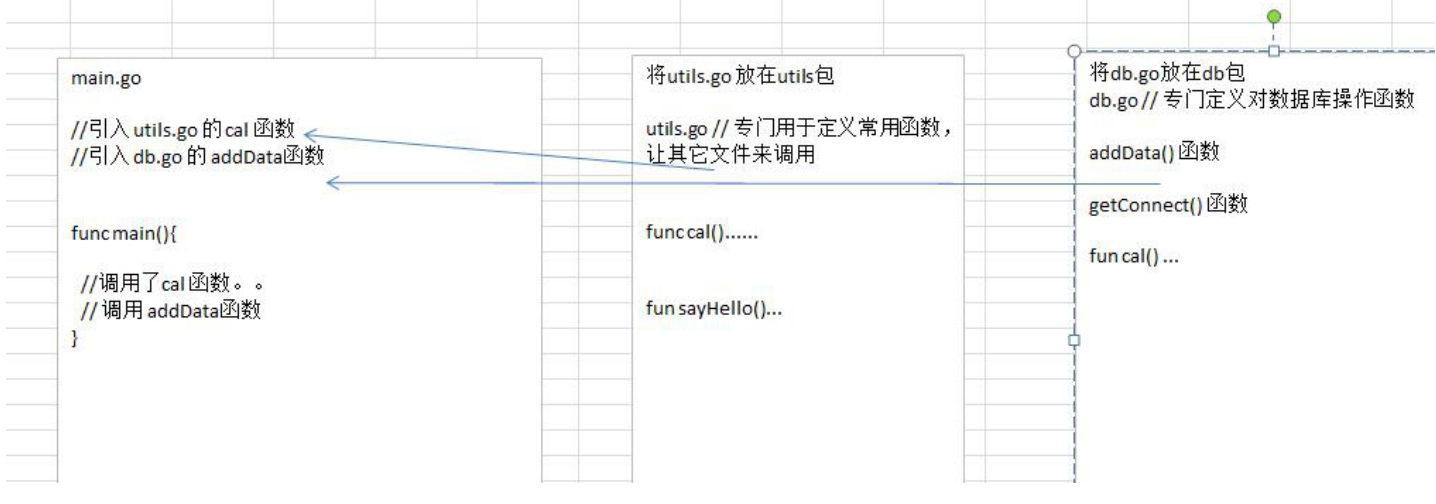 main.go
//引入 utils.go 的 cal 函数
//引入 db.go 的 addData函数
func main(){
//调用了cal 函数。。
// 调用 addData函数
}
将utils.go 放在utils包
utils.go // 专门用于定义常用函数，
让其它文件来调用
func cal()......
fun sayHello()...
将db.go放在db包
db.go // 专门定义对数据库操作函数
addData() 函数
getConnect() 函数
fun cal() ...